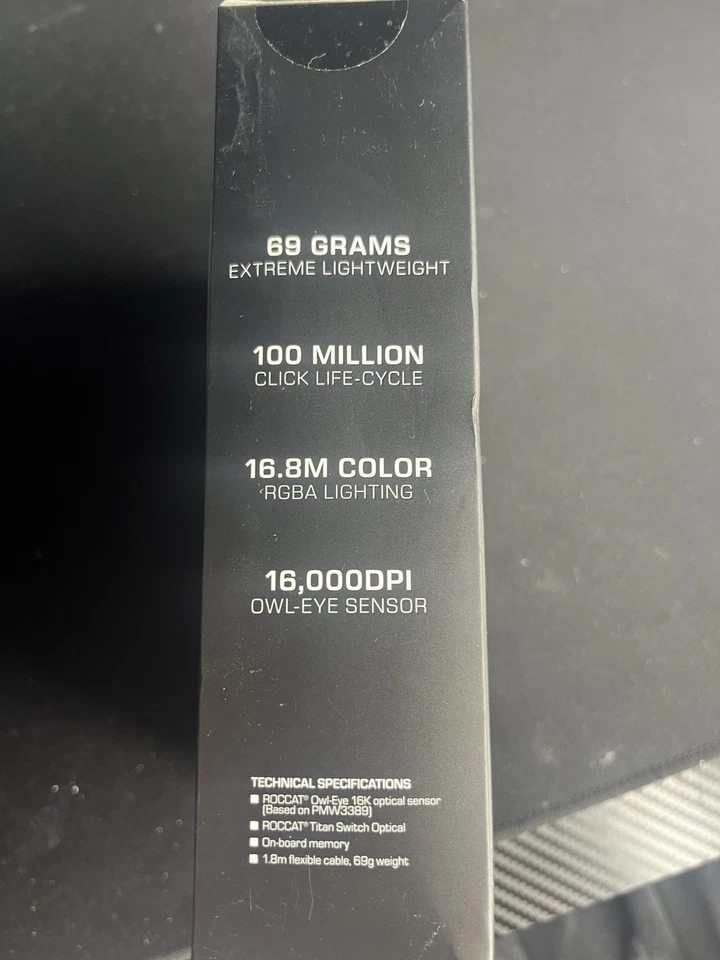 69 GRAMS
EXTREME LIGHTWEIGHT
100 MILLION
CLICK LIFE-CYCLE
16.8M COLOR
RGBA LIGHTING
16,000DPI
OWL-EYE SENSOR
TECHNICAL SPECIFICATIONS
■ ROCCAT® Owl-Eye 16K optical sensor
(Based on PMW3389)
■ ROCCAT® Titan Switch Optical
■ On-board memory
■ 1.8m flexible cable, 69g weight